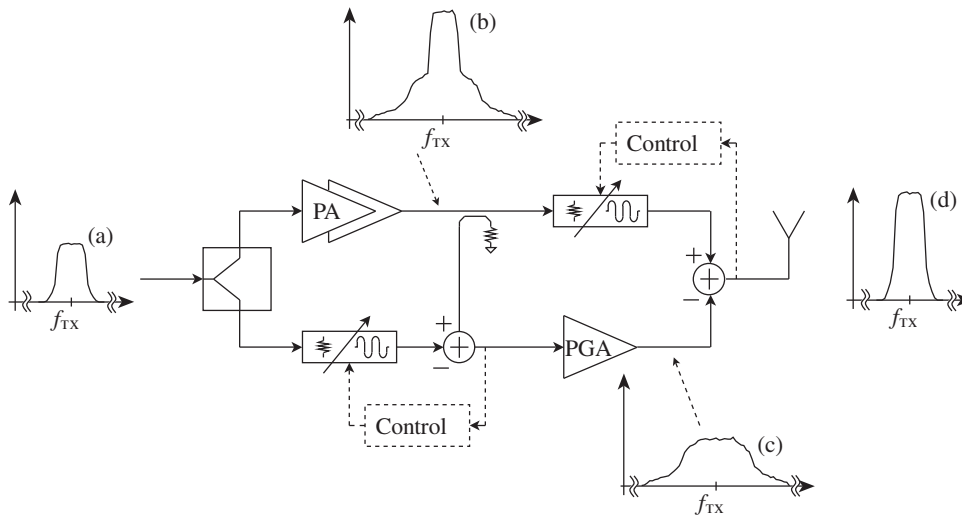 (b)
f_TX
Control
(a)
PA
(d)
f_TX
f_TX
+
−
+
+
+
−
+
PGA
Control
(c)
f_TX